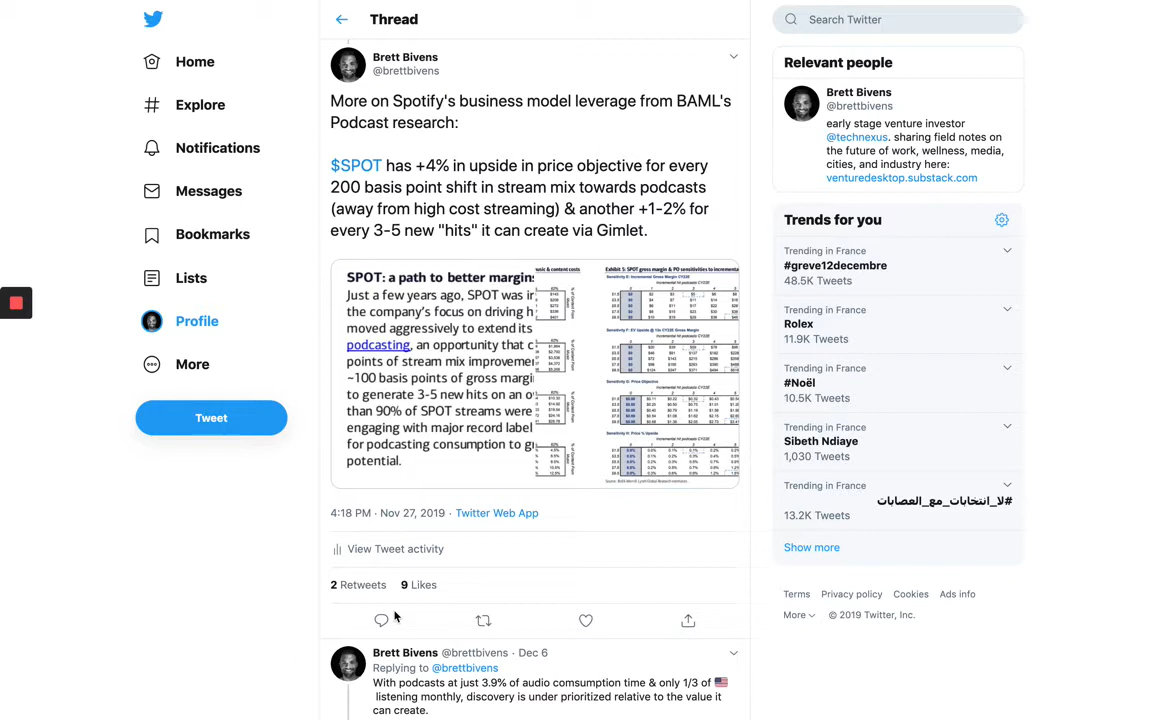 Home
Explore
Notifications
Messages
Bookmarks
Lists
Profile
More
Tweet
Thread
Brett Bivens
@brettbivens
More on Spotify's business model leverage from BAML's
Podcast research:
$SPOT has +4% in upside in price objective for every
200 basis point shift in stream mix towards podcasts
(away from high cost streaming) & another +1-2% for
every 3-5 new "hits" it can create via Gimlet.
SPOT: a path to better margins
Just a few years ago, SPOT was in
the company's focus on driving h
moved aggressively to extend its
podcasting, an opportunity that c
points of stream mix improveme
~100 basis points of gross margi
to generate 3-5 new hits on an o
than 90% of SPOT streams were
engaging with major record label
for podcasting consumption to g
potential.
4:18 PM · Nov 27, 2019 · Twitter Web App
View Tweet activity
2 Retweets 9 Likes
Brett Bivens @brettbivens · Dec 6
Replying to @brettbivens
With podcasts at just 3.9% of audio comsumption time & only 1/3 of 🇺🇸
listening monthly, discovery is under prioritized relative to the value it
can create.
Search Twitter
Relevant people
Brett Bivens
@brettbivens
early stage venture investor
@technexus. sharing field notes on
the future of work, wellness, media,
cities, and industry here:
venturedesktop.substack.com
Trends for you
Trending in France
#greve12decembre
48.5K Tweets
Trending in France
Rolex
11.9K Tweets
Trending in France
#Noël
10.5K Tweets
Trending in France
Sibeth Ndiaye
1,030 Tweets
Trending in France
#لا_انتخابات_مع_العصابات
13.2K Tweets
Show more
Terms Privacy policy Cookies Ads info
More © 2019 Twitter, Inc.